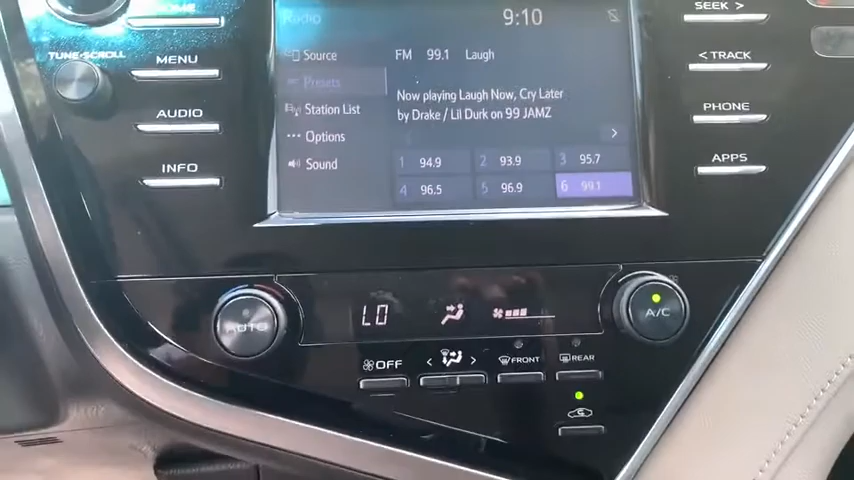 HOME
Radio
9:10
SEEK >
TUNE•SCROLL
MENU
Source
FM 99.1 Laugh
< TRACK
Presets
AUDIO
Station List
Now Playing Laugh Now, Cry Later
by Drake / Lil Durk on 99 JAMZ
PHONE
Options
INFO
Sound
1 94.9 2 93.9 3 95.7
APPS
4 96.5 5 96.9 6 99.1
AUTO
LO
A/C
OFF
FRONT
REAR